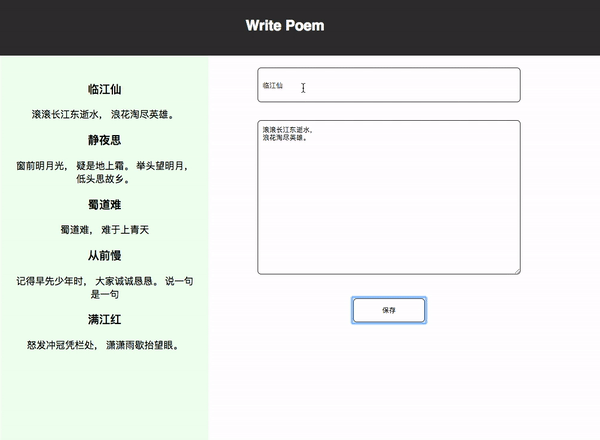 Write Poem
临江仙
滚滚长江东逝水， 浪花淘尽英雄。
静夜思
窗前明月光， 疑是地上霜。 举头望明月，
低头思故乡。
蜀道难
蜀道难， 难于上青天
从前慢
记得早先少年时， 大家诚诚恳恳。 说一句
是一句
满江红
怒发冲冠凭栏处， 潇潇雨歇抬望眼。
临江仙
滚滚长江东逝水，
浪花淘尽英雄。
保存